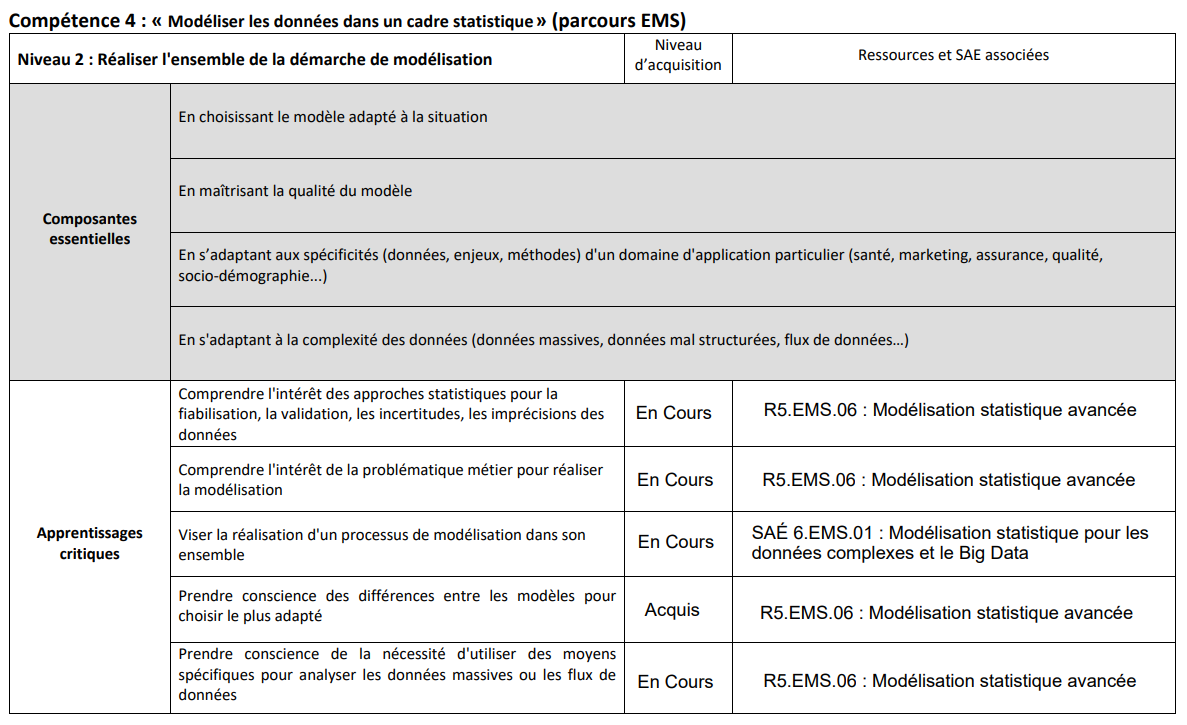 Compétence 4 : « Modéliser les données dans un cadre statistique » (parcours EMS)
Niveau 2 : Réaliser l'ensemble de la démarche de modélisation
Niveau
d’acquisition
Ressources et SAE associées
Composantes
essentielles
En choisissant le modèle adapté à la situation
En maîtrisant la qualité du modèle
En s’adaptant aux spécificités (données, enjeux, méthodes) d'un domaine d'application particulier (santé, marketing, assurance, qualité,
socio-démographie...)
En s'adaptant à la complexité des données (données massives, données mal structurées, flux de données…)
Apprentissages
critiques
Comprendre l'intérêt des approches statistiques pour la
fiabilisation, la validation, les incertitudes, les imprécisions des
données
En Cours
R5.EMS.06 : Modélisation statistique avancée
Comprendre l'intérêt de la problématique métier pour réaliser
la modélisation
En Cours
R5.EMS.06 : Modélisation statistique avancée
Viser la réalisation d'un processus de modélisation dans son
ensemble
En Cours
SAÉ 6.EMS.01 : Modélisation statistique pour les
données complexes et le Big Data
Prendre conscience des différences entre les modèles pour
choisir le plus adapté
Acquis
R5.EMS.06 : Modélisation statistique avancée
Prendre conscience de la nécessité d'utiliser des moyens
spécifiques pour analyser les données massives ou les flux de
données
En Cours
R5.EMS.06 : Modélisation statistique avancée